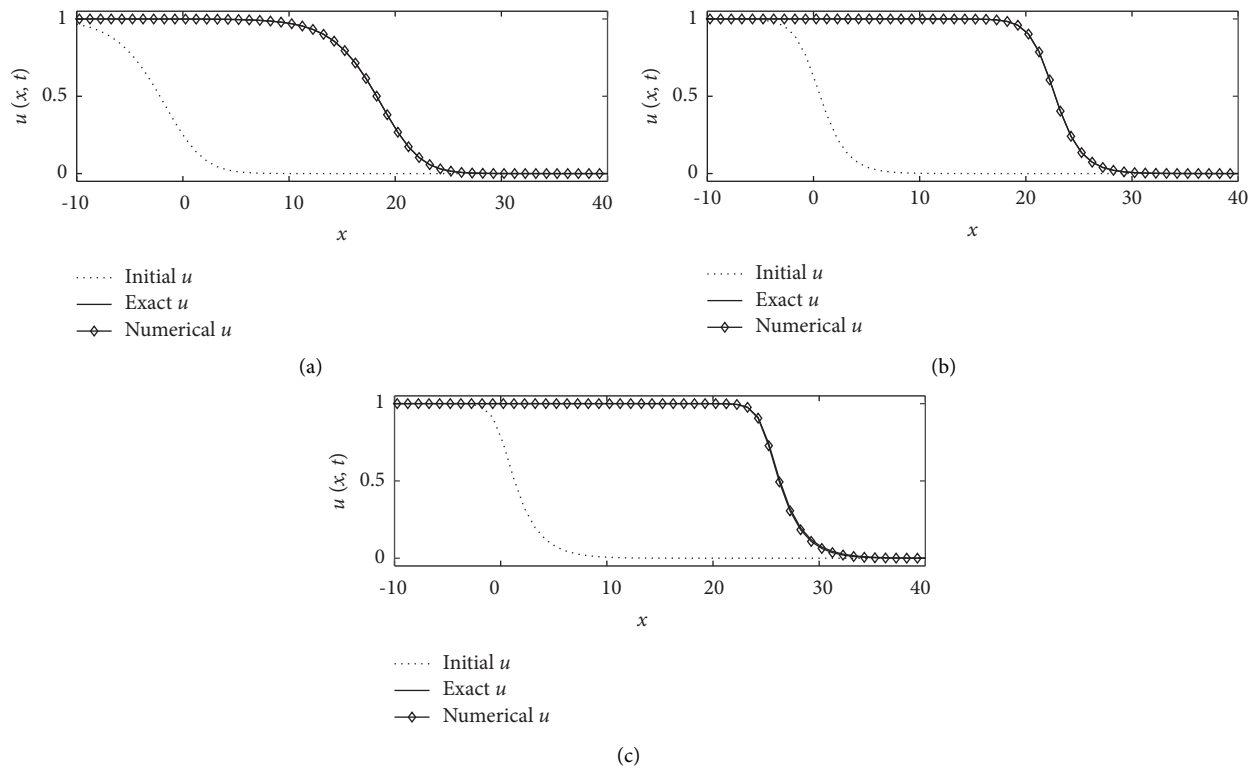 1
0.5
0
u (x, t)
-10 0 10 20 30 40
x
Initial u
Exact u
Numerical u
(a)
1
0.5
0
u (x, t)
-10 0 10 20 30 40
x
Initial u
Exact u
Numerical u
(b)
1
0.5
0
u (x, t)
-10 0 10 20 30 40
x
Initial u
Exact u
Numerical u
(c)